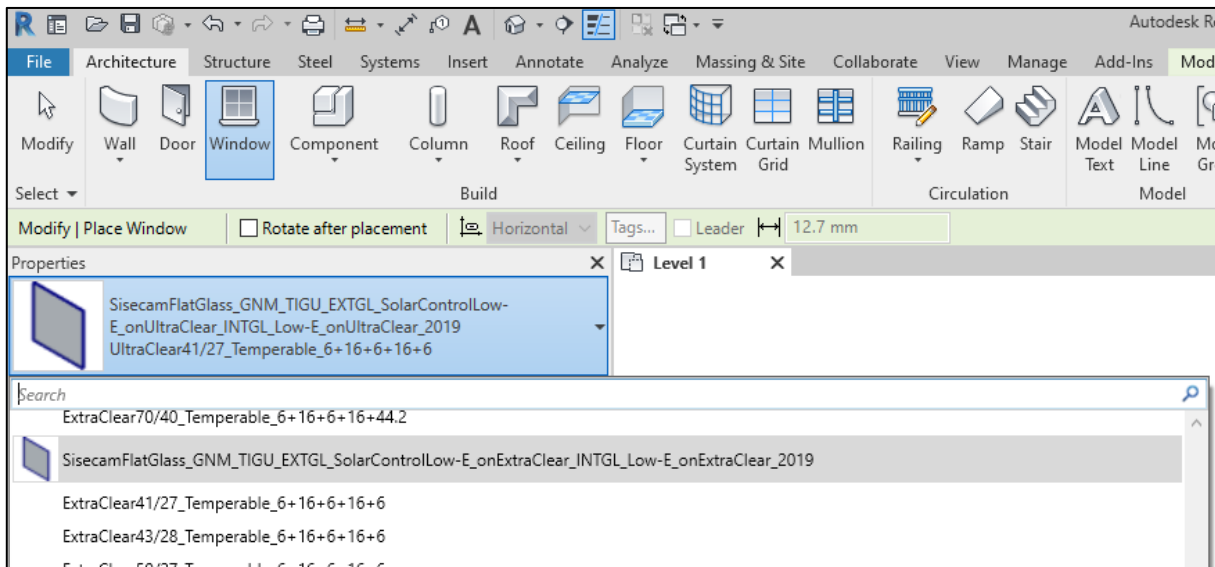 Autodesk R
File Architecture Structure Steel Systems Insert Annotate Analyze Massing & Site Collaborate View Manage Add-Ins Mod
Modify Wall Door Window Component Column Roof Ceiling Floor Curtain System Curtain Grid Mullion Railing Ramp Stair Model Text Model Line
Select Build Circulation Model
Modify | Place Window Rotate after placement Horizontal Tags... Leader 12.7 mm
Properties Level 1
SisecamFlatGlass_GNM_TIGU_EXTGL_SolarControlLow-
E_onUltraClear_INTGL_Low-E_onUltraClear_2019
UltraClear41/27_Temperable_6+16+6+16+6
Search
ExtraClear70/40_Temperable_6+16+6+16+44.2
SisecamFlatGlass_GNM_TIGU_EXTGL_SolarControlLow-E_onExtraClear_INTGL_Low-E_onExtraClear_2019
ExtraClear41/27_Temperable_6+16+6+16+6
ExtraClear43/28_Temperable_6+16+6+16+6